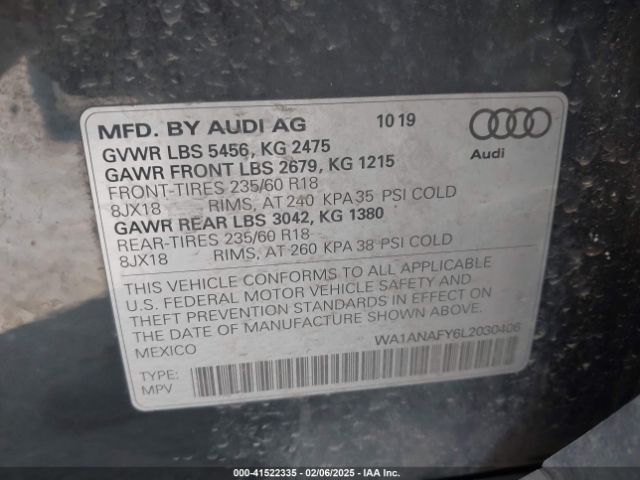 MFD. BY AUDI AG 10 19
GVWR LBS 5456, KG 2475
GAWR FRONT LBS 2679, KG 1215
Audi
FRONT-TIRES 235/60 R18
8JX18 RIMS, AT 240 KPA 35 PSI COLD
GAWR REAR LBS 3042, KG 1380
REAR-TIRES 235/60 R18
8JX18 RIMS, AT 260 KPA 38 PSI COLD
THIS VEHICLE CONFORMS TO ALL APPLICABLE
U.S. FEDERAL MOTOR VEHICLE SAFETY AND
THEFT PREVENTION STANDARDS IN EFFECT ON
THE DATE OF MANUFACTURE SHOWN ABOVE.
MEXICO WA1ANAFY6L2030406
TYPE:
MPV
000-41522335 - 02/06/2025 - IAA Inc.